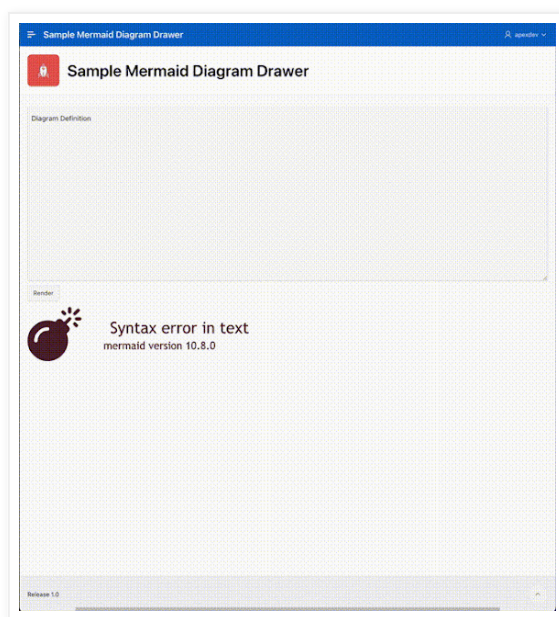 Sample Mermaid Diagram Drawer
apexdev
Sample Mermaid Diagram Drawer
Diagram Definition
Render
Syntax error in text
mermaid version 10.8.0
Release 1.0